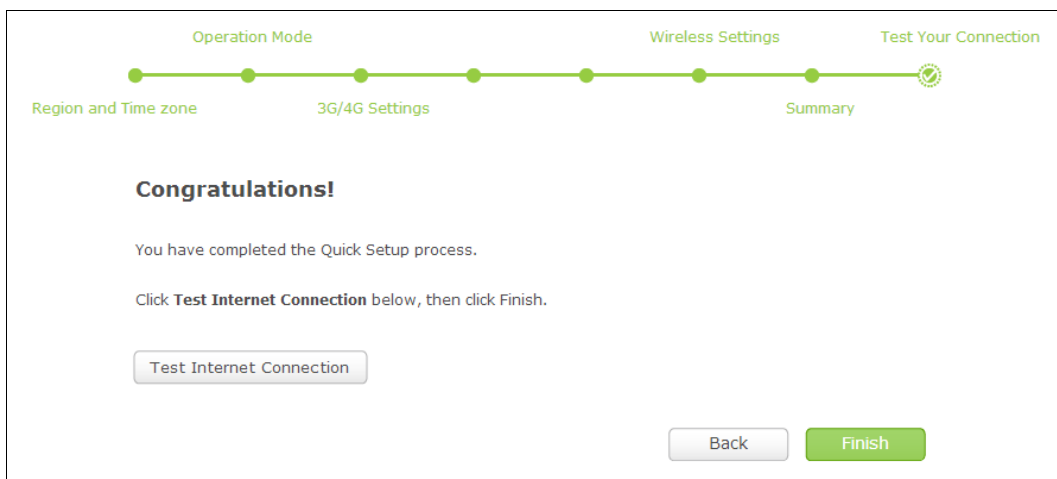 Operation Mode
Wireless Settings
Test Your Connection
Region and Time zone
3G/4G Settings
Summary
Congratulations!
You have completed the Quick Setup process.
Click Test Internet Connection below, then click Finish.
Test Internet Connection
Back
Finish